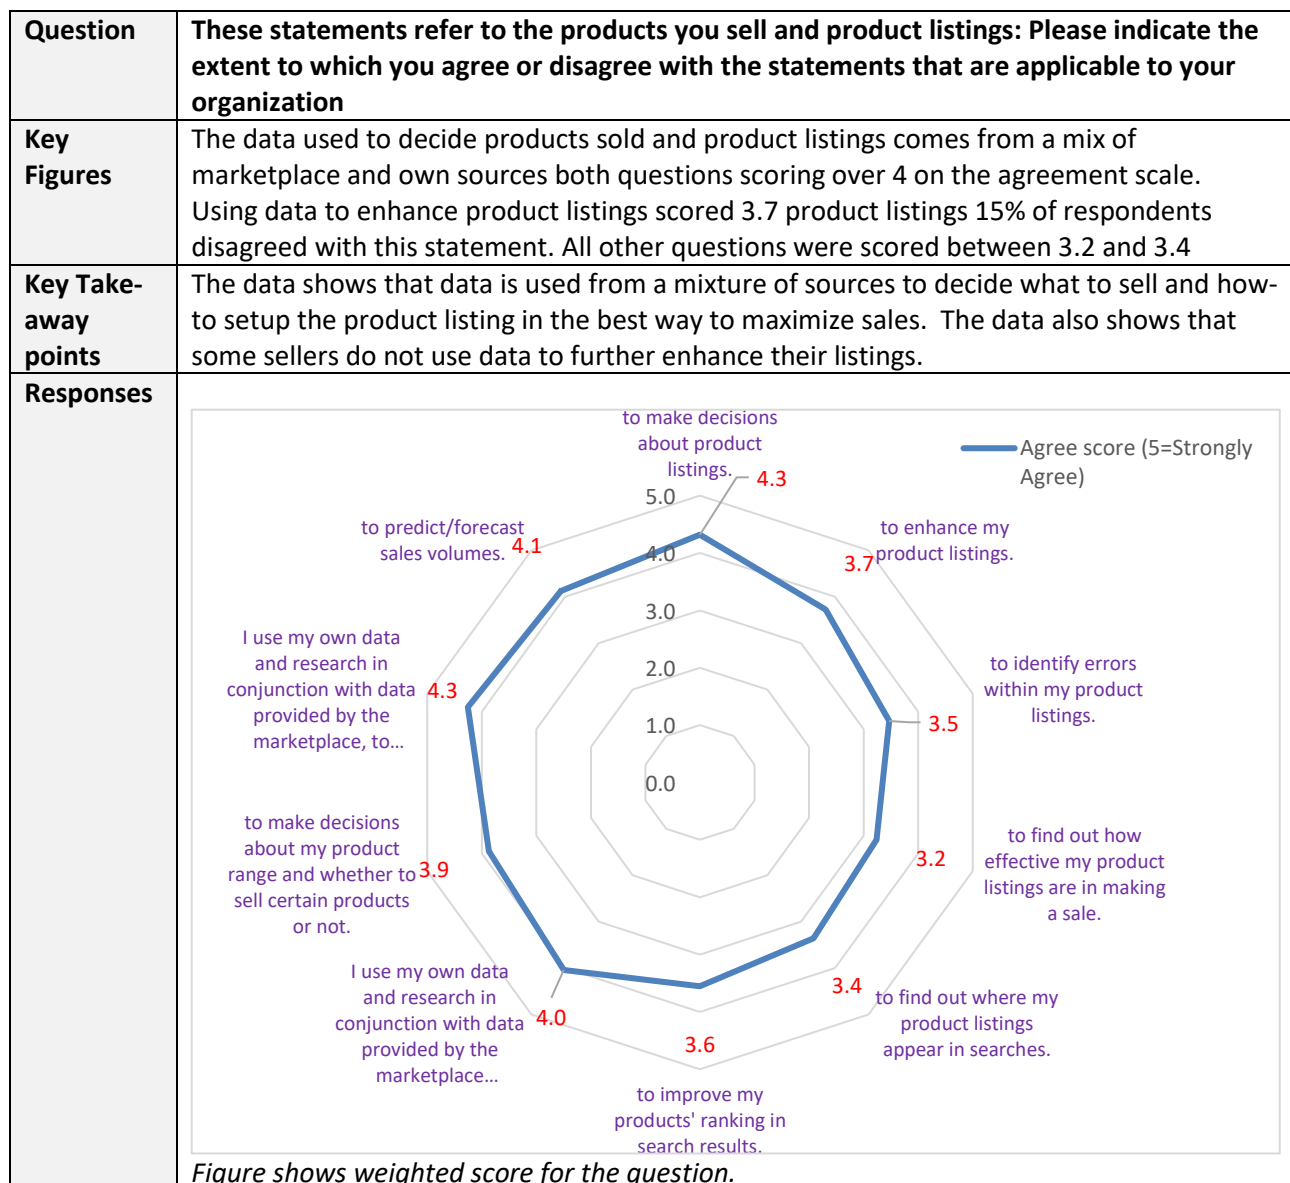 Question
These statements refer to the products you sell and product listings: Please indicate the
extent to which you agree or disagree with the statements that are applicable to your
organization
Key
Figures
The data used to decide products sold and product listings comes from a mix of
marketplace and own sources both questions scoring over 4 on the agreement scale.
Using data to enhance product listings scored 3.7 product listings 15% of respondents
disagreed with this statement. All other questions were scored between 3.2 and 3.4
Key Take-
away
points
The data shows that data is used from a mixture of sources to decide what to sell and how-
to setup the product listing in the best way to maximize sales.  The data also shows that
some sellers do not use data to further enhance their listings.
Responses
to make decisions
about product
listings.
4.3
Agree score (5=Strongly
Agree)
to enhance my
product listings.
3.7
to identify errors
within my product
listings.
3.5
to find out how
effective my product
listings are in making
a sale.
3.2
to find out where my
product listings
appear in searches.
3.4
to improve my
products' ranking in
search results.
3.6
I use my own data
and research in
conjunction with data
provided by the
marketplace...
4.0
to make decisions
about my product
range and whether to
sell certain products
or not.
3.9
I use my own data
and research in
conjunction with data
provided by the
marketplace, to...
4.3
to predict/forecast
sales volumes.
4.1
5.0
4.0
3.0
2.0
1.0
0.0
Figure shows weighted score for the question.